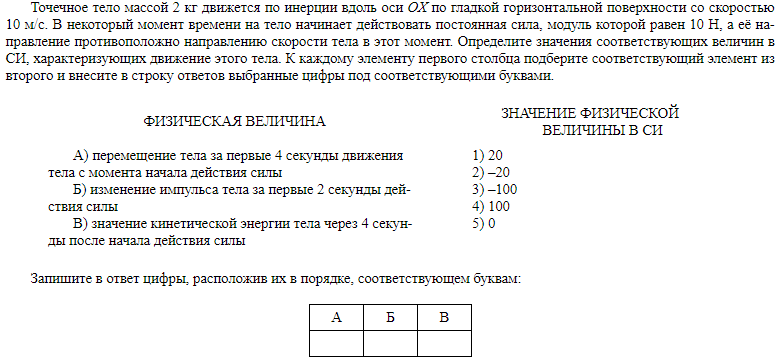 Точечное тело массой 2 кг движется по инерции вдоль оси OX по гладкой горизонтальной поверхности со скоростью
10 м/с. В некоторый момент времени на тело начинает действовать постоянная сила, модуль которой равен 10 Н, а её на-
правление противоположно направлению скорости тела в этот момент. Определите значения соответствующих величин в
СИ, характеризующих движение этого тела. К каждому элементу первого столбца подберите соответствующий элемент из
второго и внесите в строку ответов выбранные цифры под соответствующими буквами.
ФИЗИЧЕСКАЯ ВЕЛИЧИНА
А) перемещение тела за первые 4 секунды движения
тела с момента начала действия силы
Б) изменение импульса тела за первые 2 секунды дей-
ствия силы
В) значение кинетической энергии тела через 4 секун-
ды после начала действия силы
ЗНАЧЕНИЕ ФИЗИЧЕСКОЙ
ВЕЛИЧИНЫ В СИ
1) 20
2) –20
3) –100
4) 100
5) 0
Запишите в ответ цифры, расположив их в порядке, соответствующем буквам:
А Б В